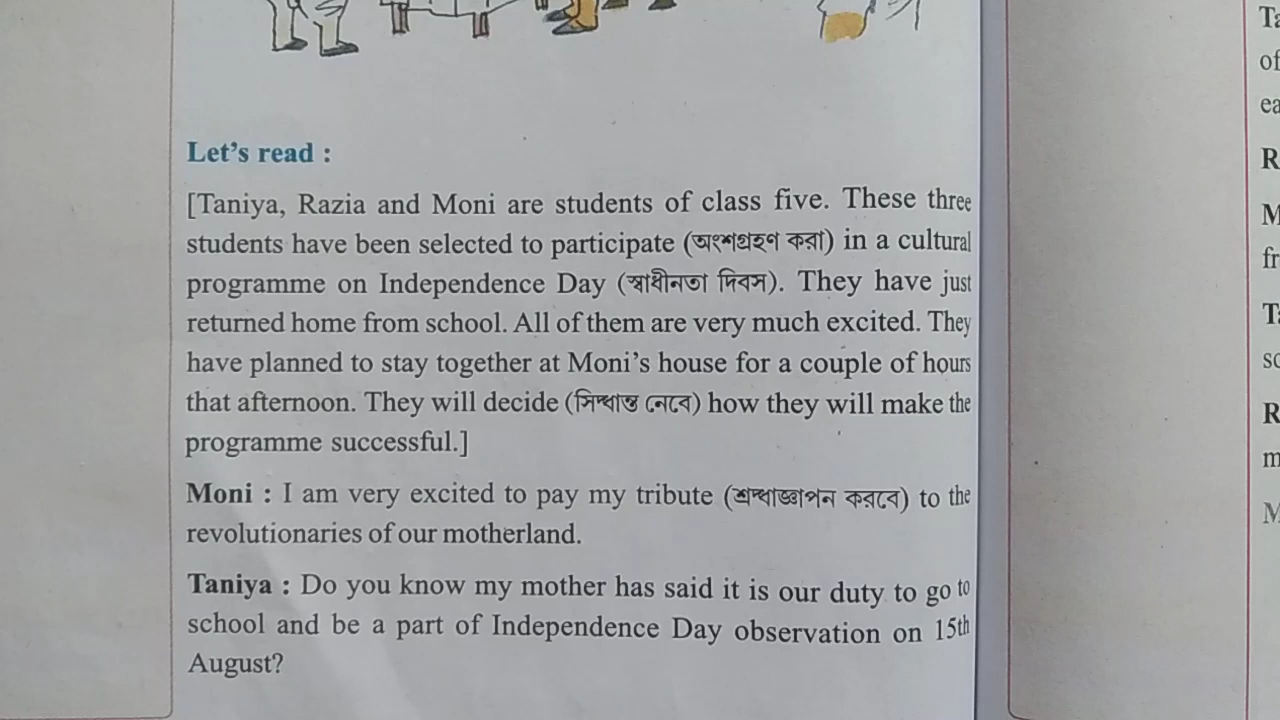 Let's read :
[Taniya, Razia and Moni are students of class five. These three
students have been selected to participate (অংশগ্রহণ করা) in a cultural
programme on Independence Day (স্বাধীনতা দিবস). They have just
returned home from school. All of them are very much excited. They
have planned to stay together at Moni's house for a couple of hours
that afternoon. They will decide (সিদ্ধান্ত নেবে) how they will make the
programme successful.]
Moni : I am very excited to pay my tribute (শ্রদ্ধাজ্ঞাপন করবে) to the
revolutionaries of our motherland.
Taniya : Do you know my mother has said it is our duty to go to
school and be a part of Independence Day observation on 15th
August?
of